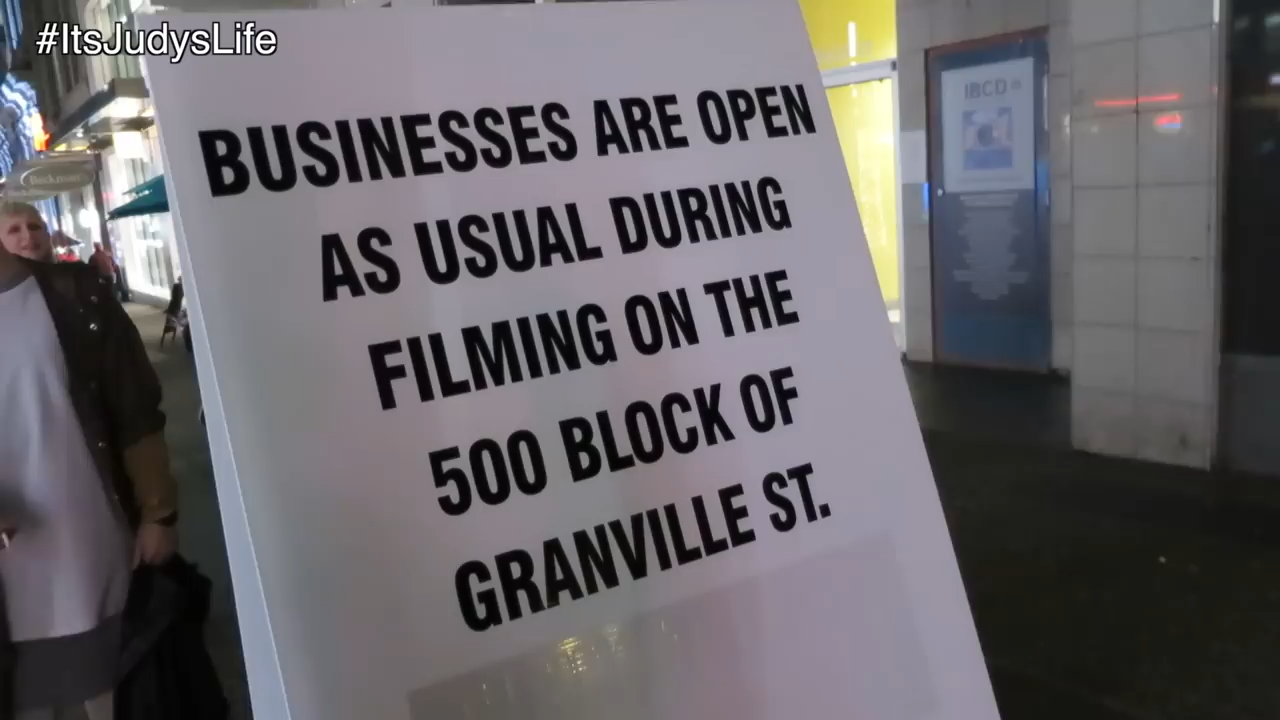 #ItsJudysLife
BUSINESSES ARE OPEN
AS USUAL DURING
FILMING ON THE
500 BLOCK OF
GRANVILLE ST.
IBCD